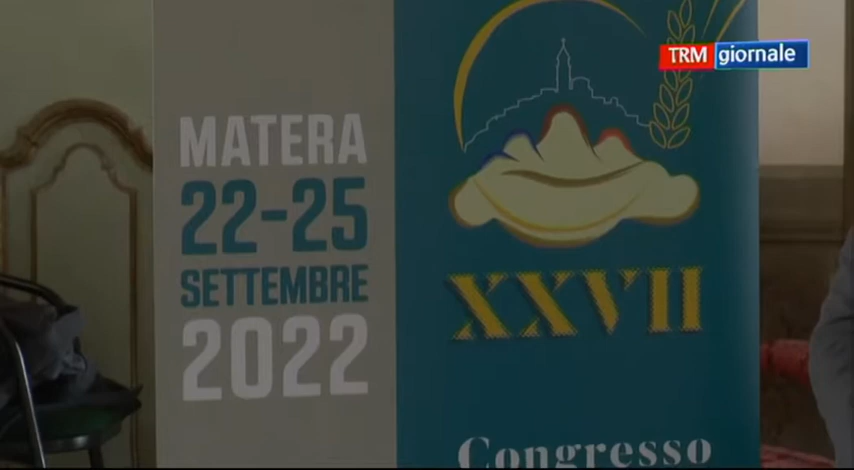 TRM giornale
MATERA
22-25
SETTEMBRE
2022
XXVII
Congresso